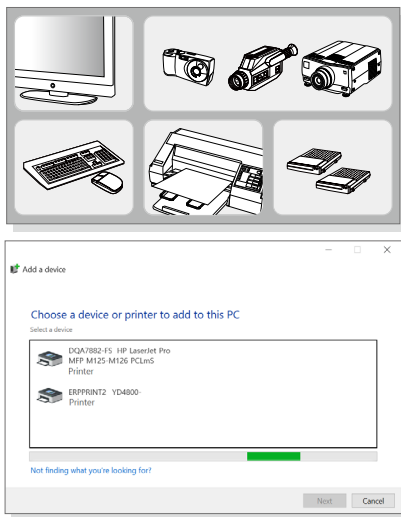 Add a device
Choose a device or printer to add to this PC
Select a device
DQA7882-F5 HP LaserJet Pro
MFP M125-M126 PCLmS
Printer
ERPPRINT2 YD4800-
Printer
Not finding what you're looking for?
Next
Cancel